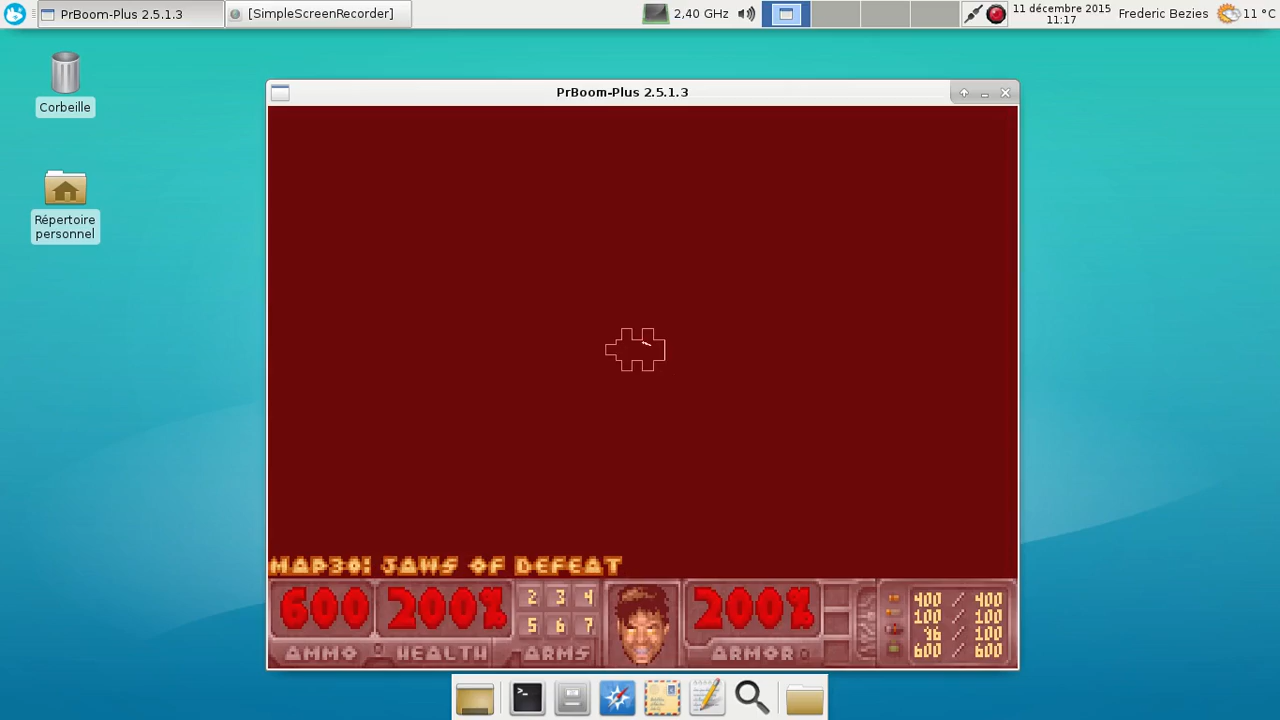 PrBoom-Plus 2.5.1.3
[SimpleScreenRecorder]
2,40 GHz
11 décembre 2015
11:17
Frederic Bezies
11 °C
Corbeille
Répertoire
personnel
PrBoom-Plus 2.5.1.3
MAP30: JAWS OF DEFEAT
600 200% 2 3 4 200% 400 / 400
100 / 100
5 6 7 96 / 100
600 / 600
AMMO HEALTH ARMS ARMOR